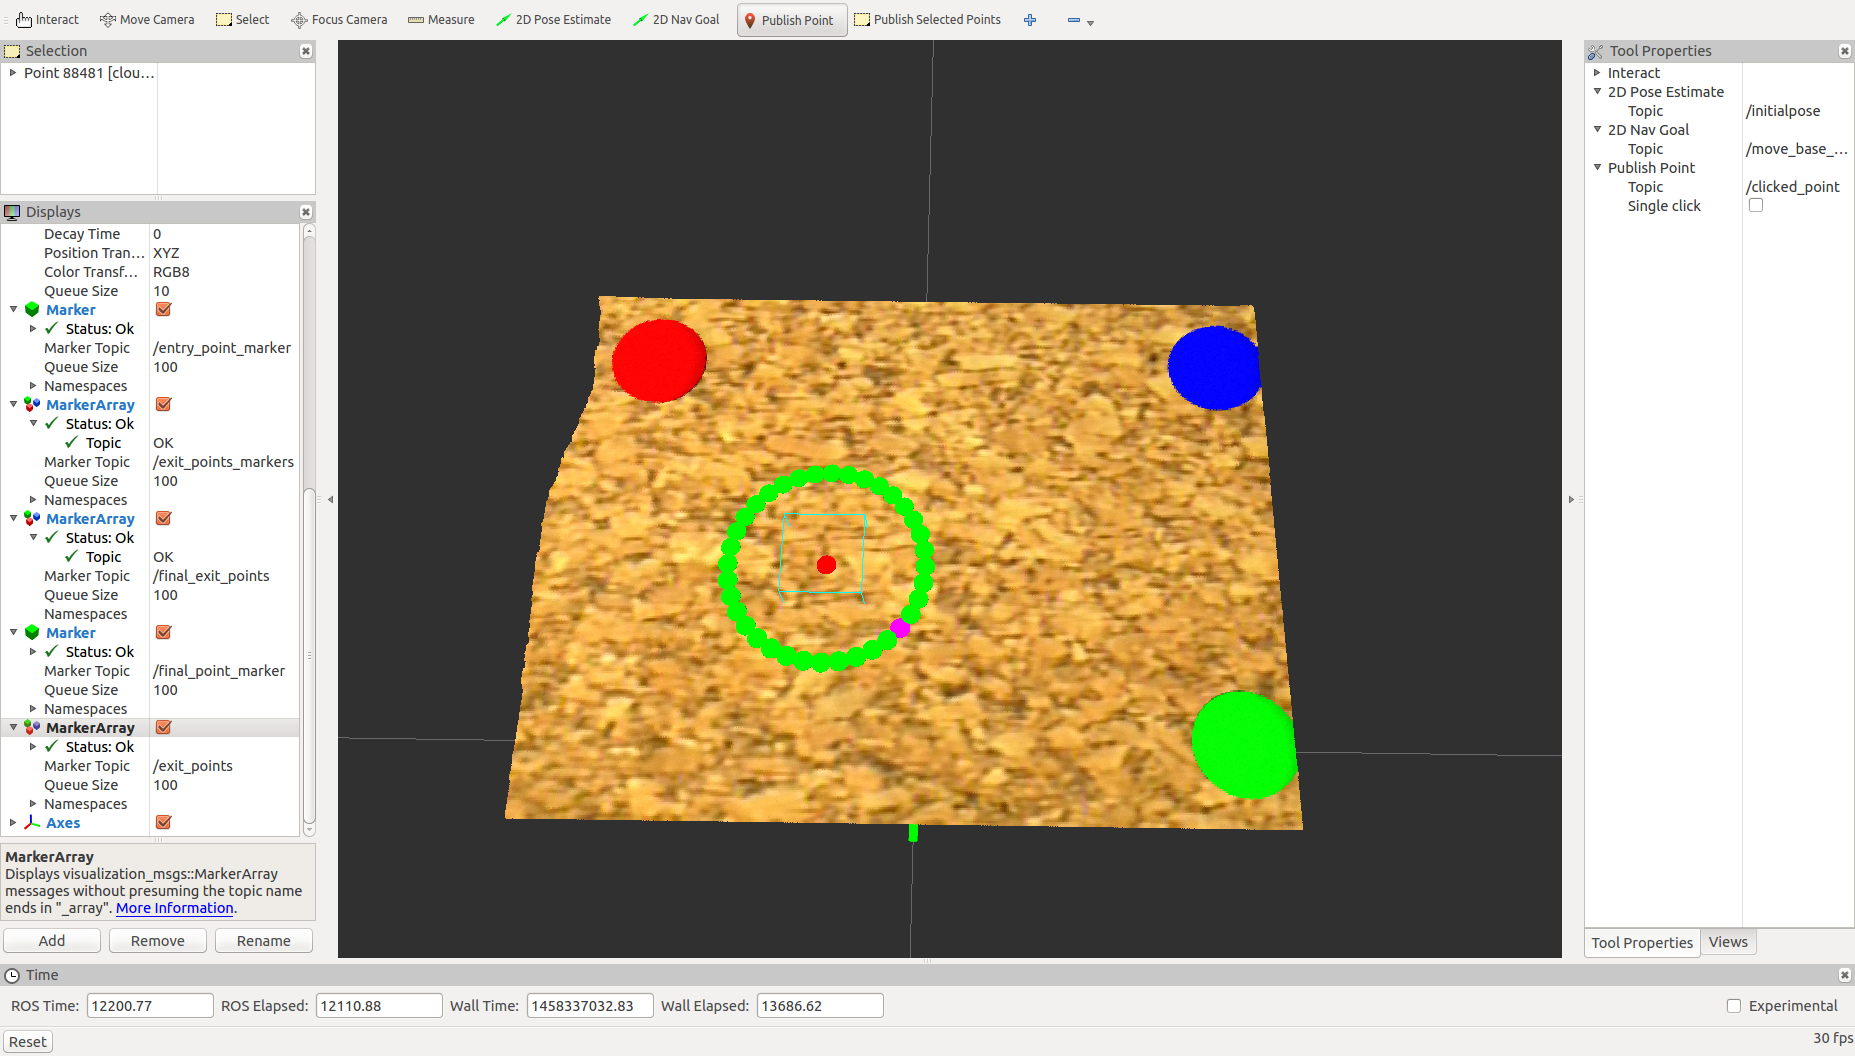 Interact Move Camera Select Focus Camera Measure 2D Pose Estimate 2D Nav Goal Publish Point Publish Selected Points
Selection
Point 88481 [clou...
Displays
Decay Time 0
Position Tran... XYZ
Color Transf... RGB8
Queue Size 10
Marker
Status: Ok
Marker Topic /entry_point_marker
Queue Size 100
Namespaces
MarkerArray
Status: Ok
Topic OK
Marker Topic /exit_points_markers
Queue Size 100
Namespaces
MarkerArray
Status: Ok
Topic OK
Marker Topic /final_exit_points
Queue Size 100
Namespaces
Marker
Status: Ok
Marker Topic /final_point_marker
Queue Size 100
Namespaces
MarkerArray
Status: Ok
Marker Topic /exit_points
Queue Size 100
Namespaces
Axes
MarkerArray
Displays visualization_msgs::MarkerArray
messages without presuming the topic name
ends in "_array". More Information.
Add Remove Rename
Tool Properties
Interact
2D Pose Estimate
Topic /initialpose
2D Nav Goal
Topic /move_base_...
Publish Point
Topic /clicked_point
Single click
Tool Properties Views
Time
ROS Time: 12200.77 ROS Elapsed: 12110.88 Wall Time: 1458337032.83 Wall Elapsed: 13686.62 Experimental
Reset 30 fps